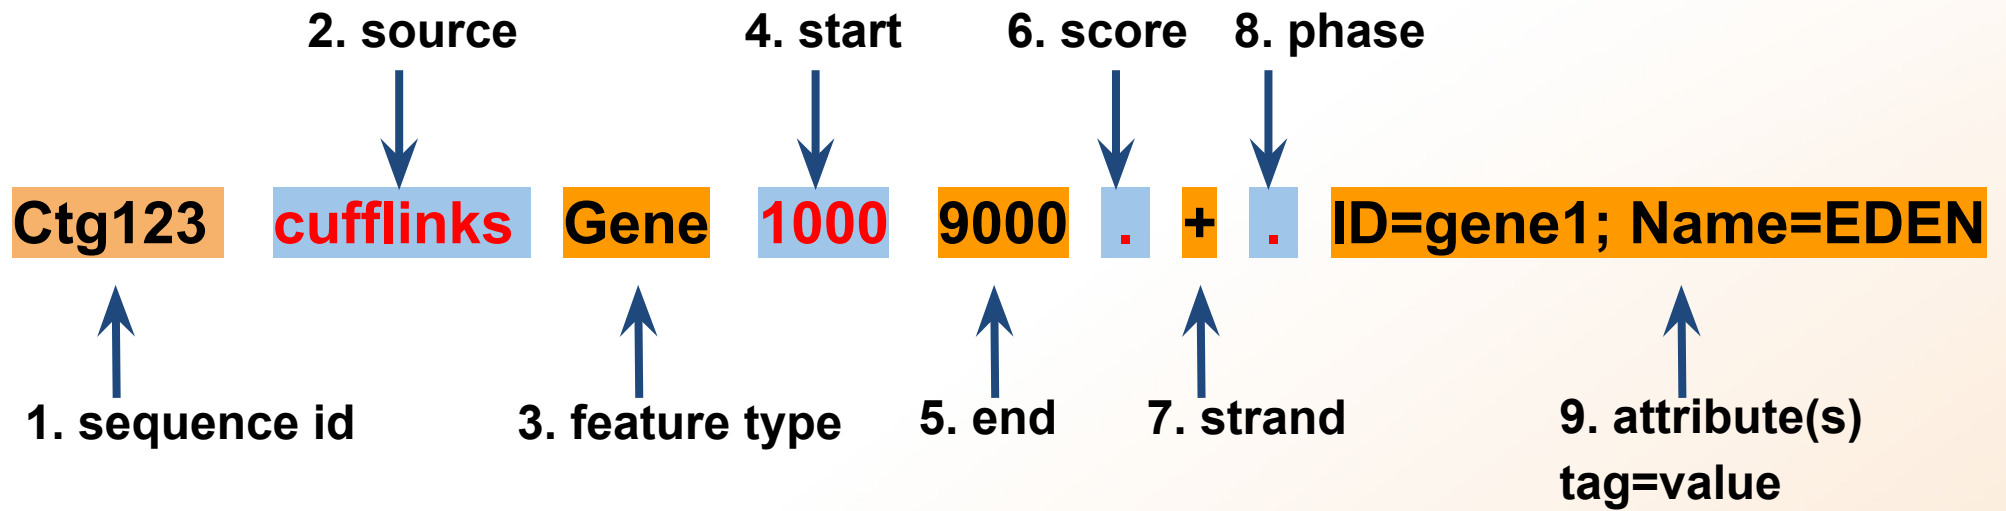 2. source 4. start 6. score 8. phase
Ctg123 cufflinks Gene 1000 9000 . + . ID=gene1; Name=EDEN
1. sequence id 3. feature type 5. end 7. strand 9. attribute(s)
tag=value